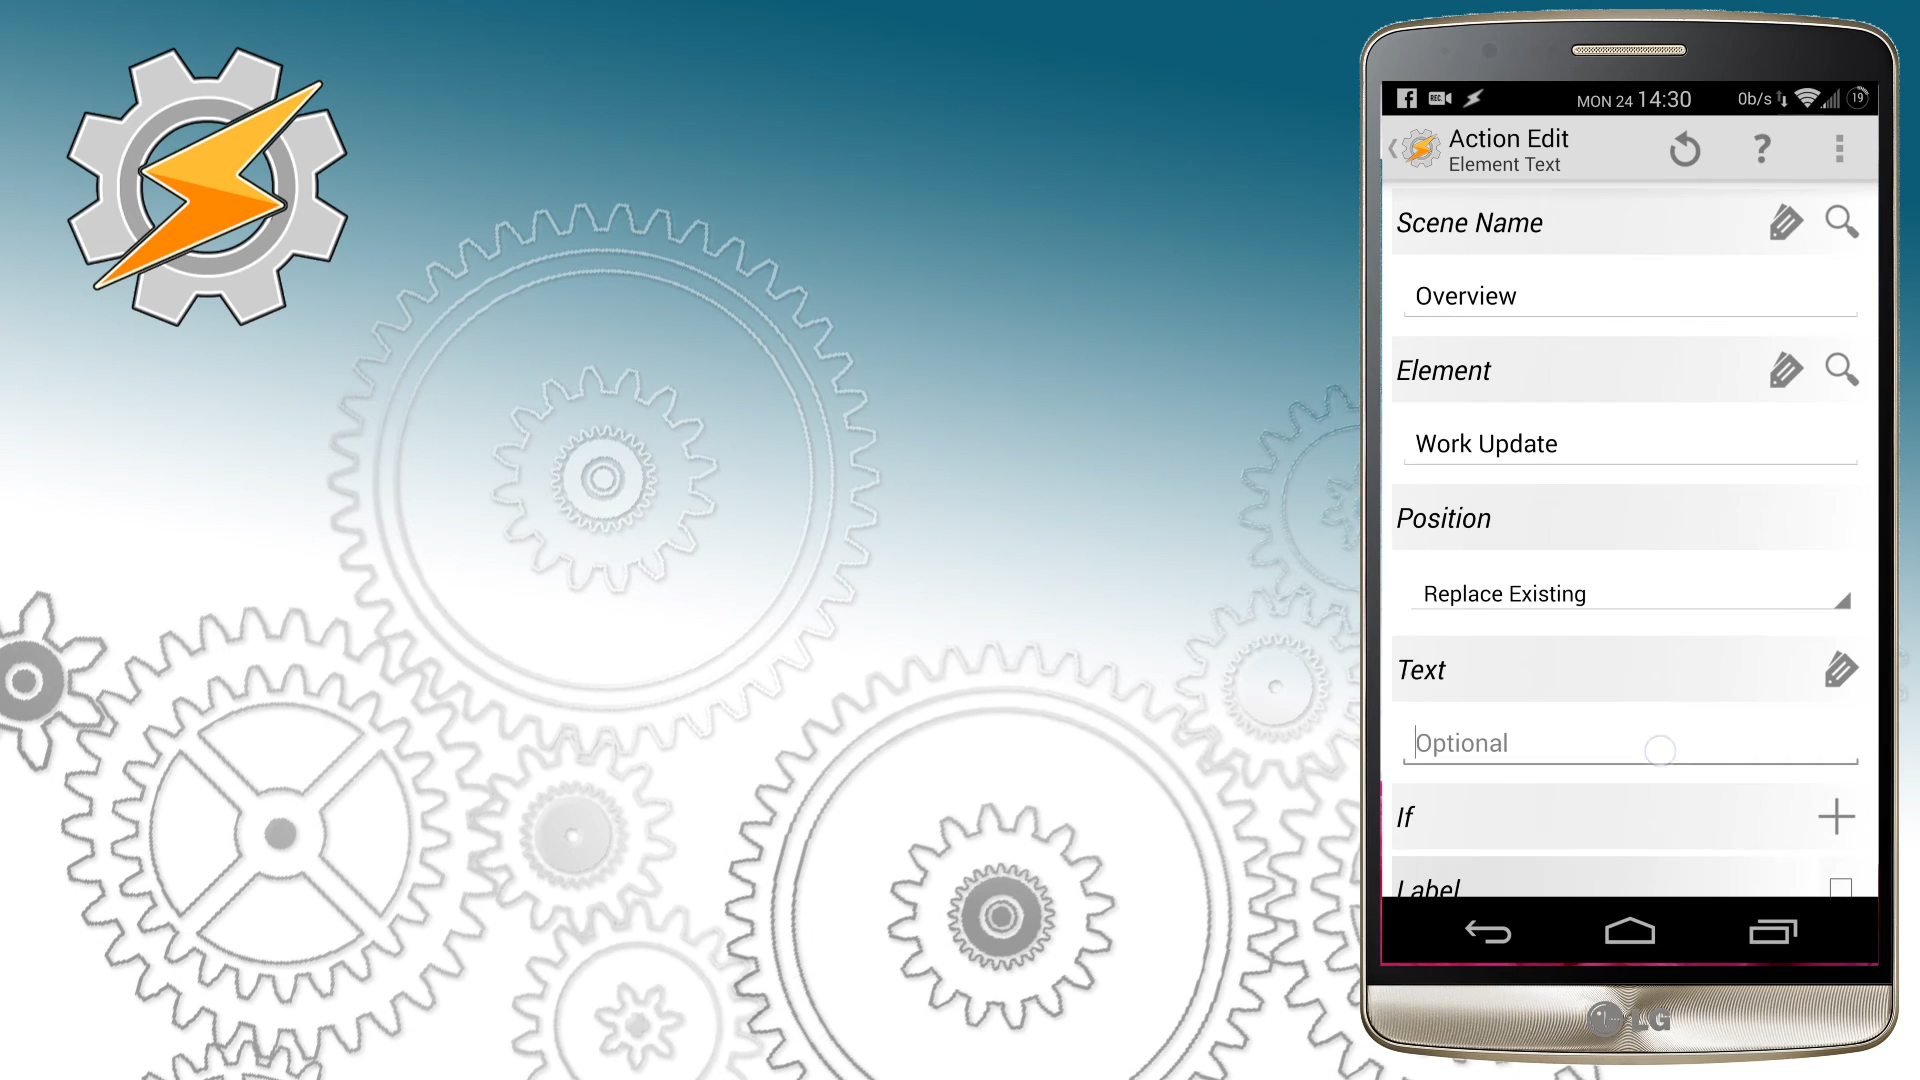 REC.
MON 24 14:30
0b/s
19
Action Edit
Element Text
?
Scene Name
Overview
Element
Work Update
Position
Replace Existing
Text
Optional
If
Label
LG